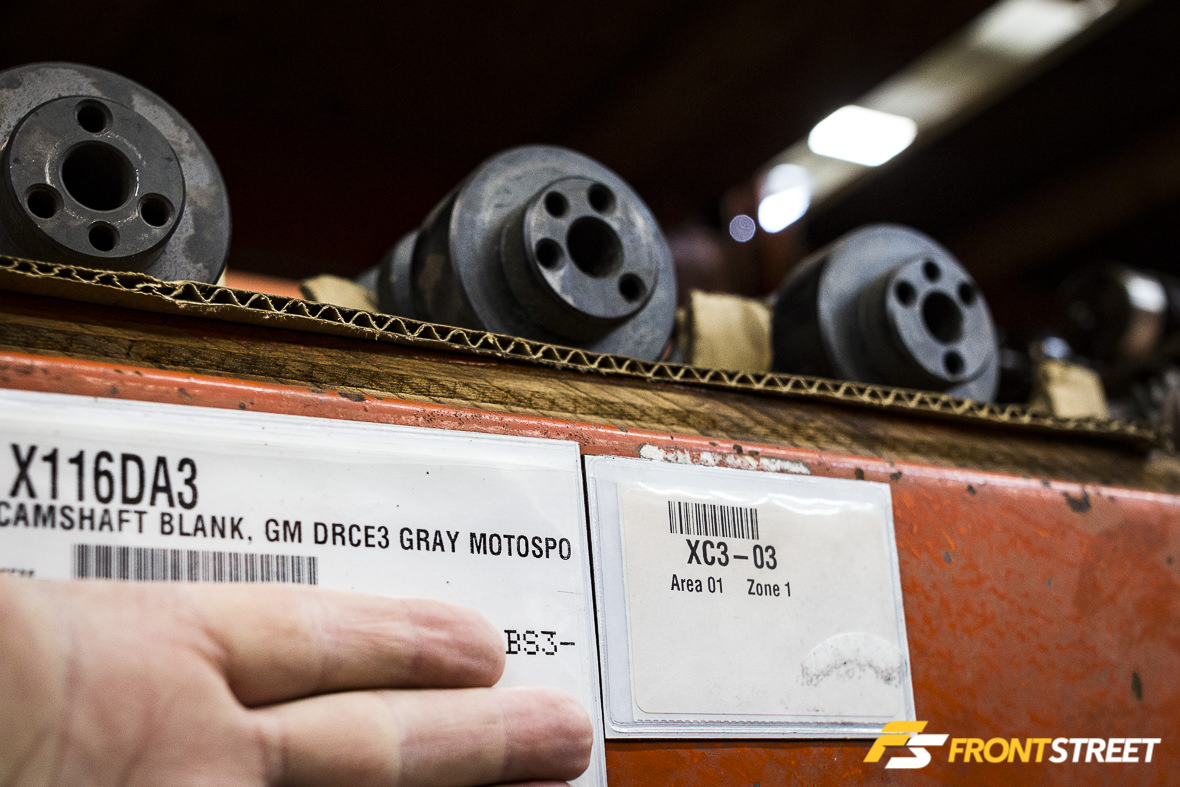 X116DA3
CAMSHAFT BLANK, GM DRCE3 GRAY MOTOSPO
BS3-
XC3-03
Area 01 Zone 1
FRONTSTREET